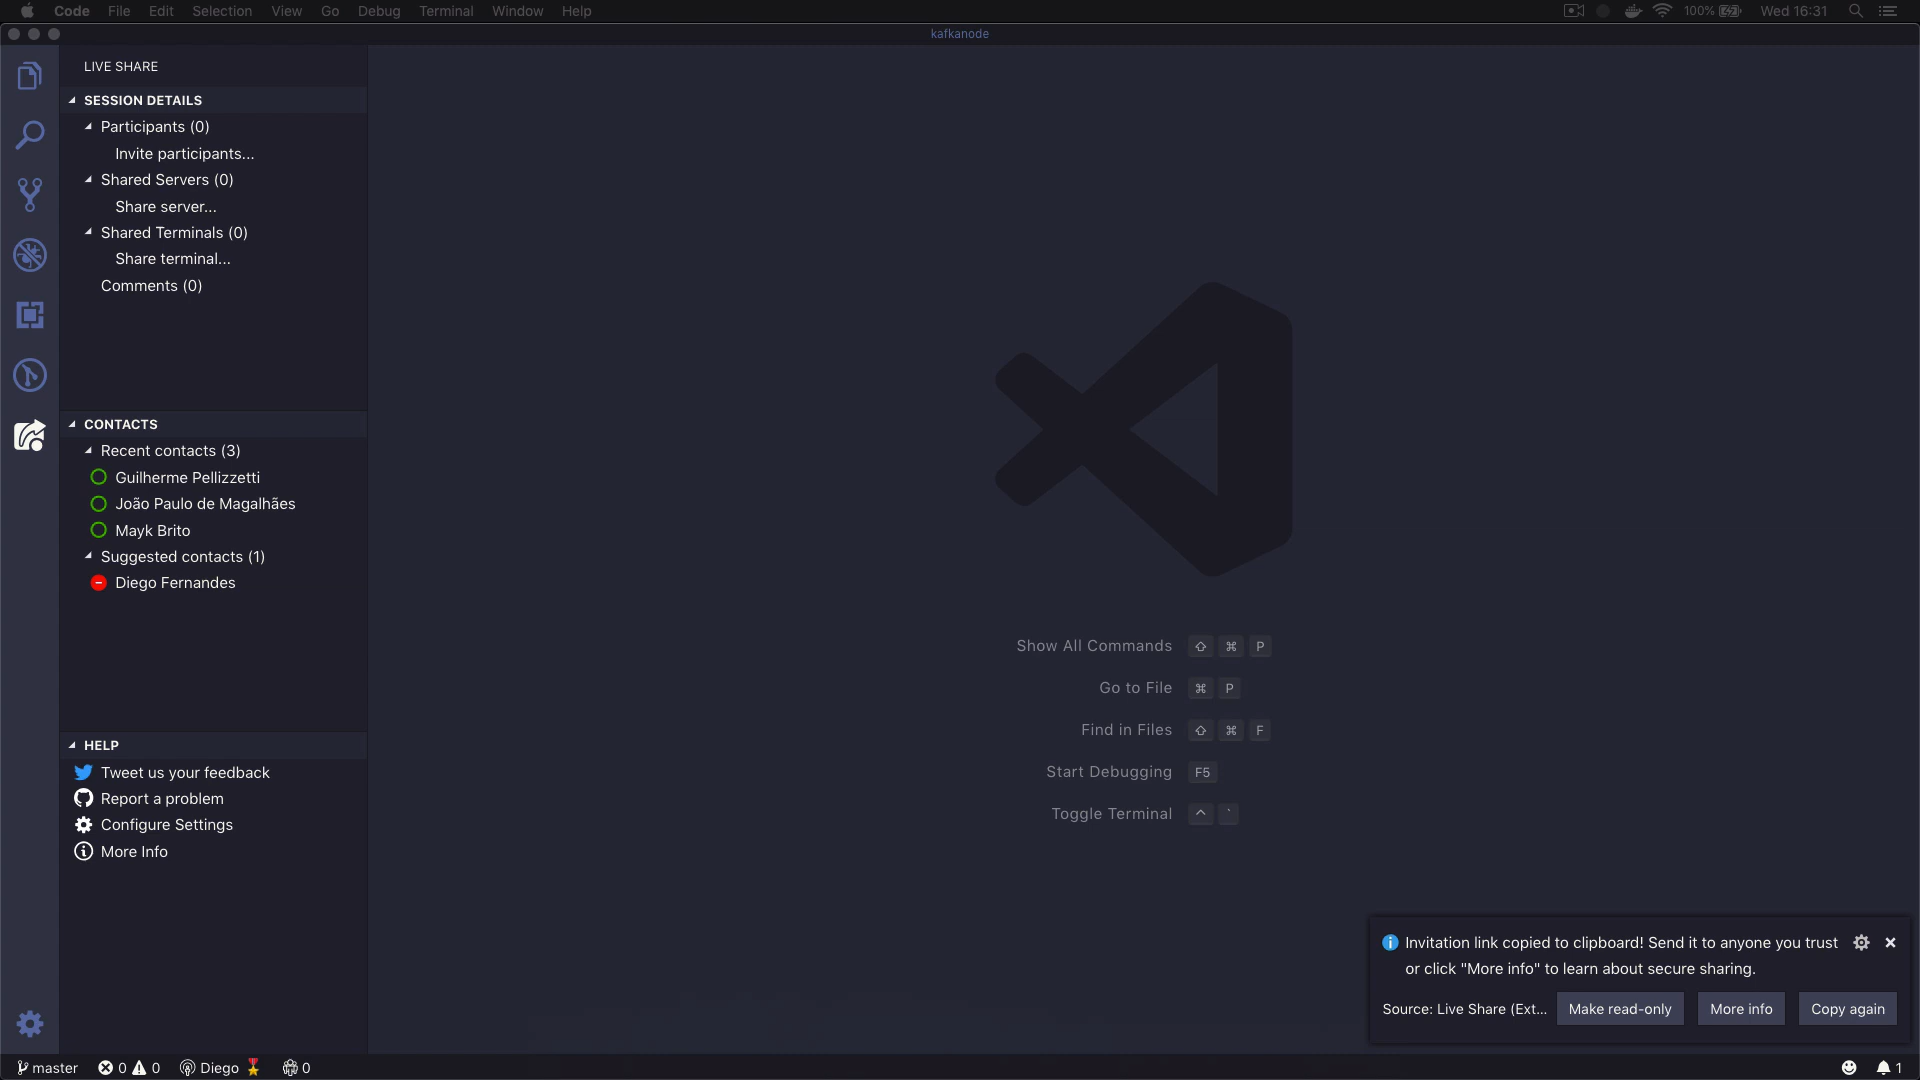 Code File Edit Selection View Go Debug Terminal Window Help
100% Wed 16:31
kafkanode
LIVE SHARE
SESSION DETAILS
Participants (0)
Invite participants...
Shared Servers (0)
Share server...
Shared Terminals (0)
Share terminal...
Comments (0)
CONTACTS
Recent contacts (3)
Guilherme Pellizzetti
João Paulo de Magalhães
Mayk Brito
Suggested contacts (1)
Diego Fernandes
HELP
Tweet us your feedback
Report a problem
Configure Settings
More Info
Show All Commands ⇧ ⌘ P
Go to File ⌘ P
Find in Files ⇧ ⌘ F
Start Debugging F5
Toggle Terminal ^ `
Invitation link copied to clipboard! Send it to anyone you trust
or click "More info" to learn about secure sharing.
Source: Live Share (Ext... Make read-only More info Copy again
master 0 0 Diego 0
1